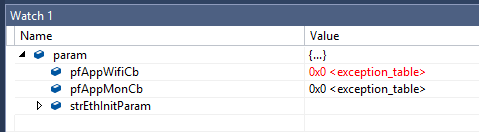 Watch 1
Name Value
param {...}
pfAppWifiCb 0x0 <exception_table>
pfAppMonCb 0x0 <exception_table>
strEthInitParam